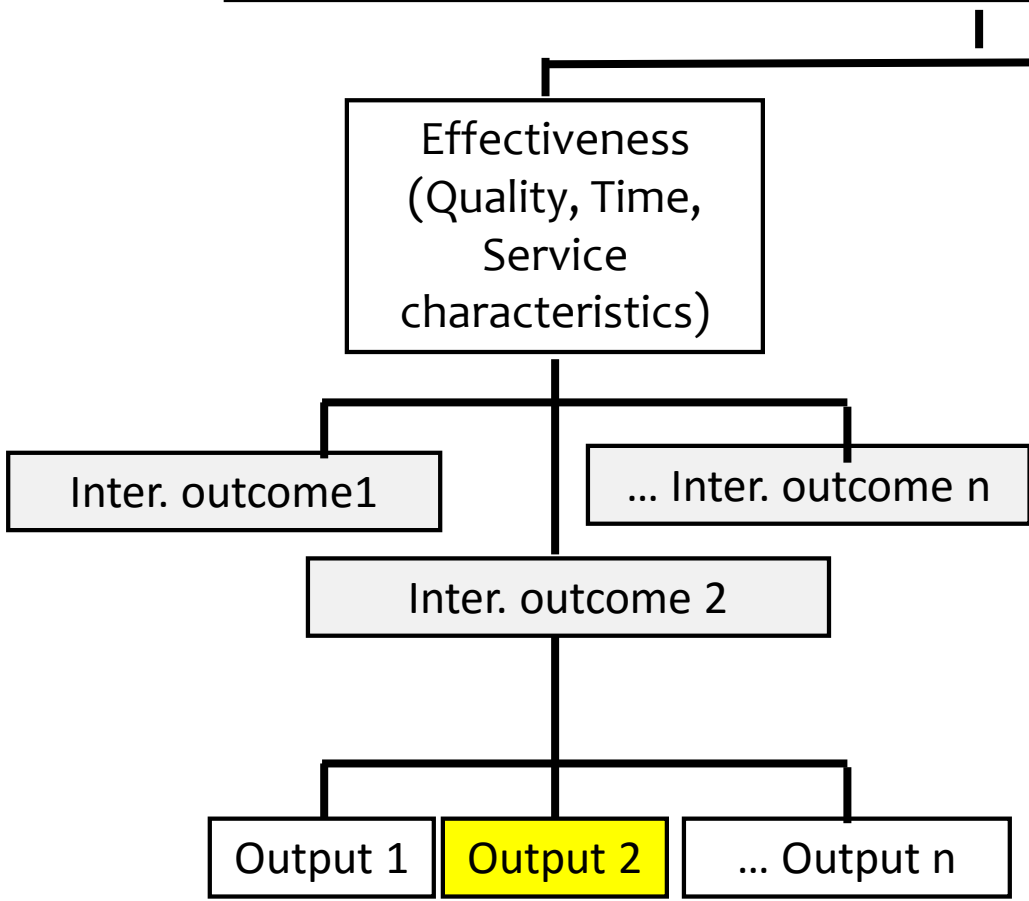 Effectiveness
(Quality, Time,
Service
characteristics)
Inter. outcome1
... Inter. outcome n
Inter. outcome 2
Output 1
Output 2
... Output n